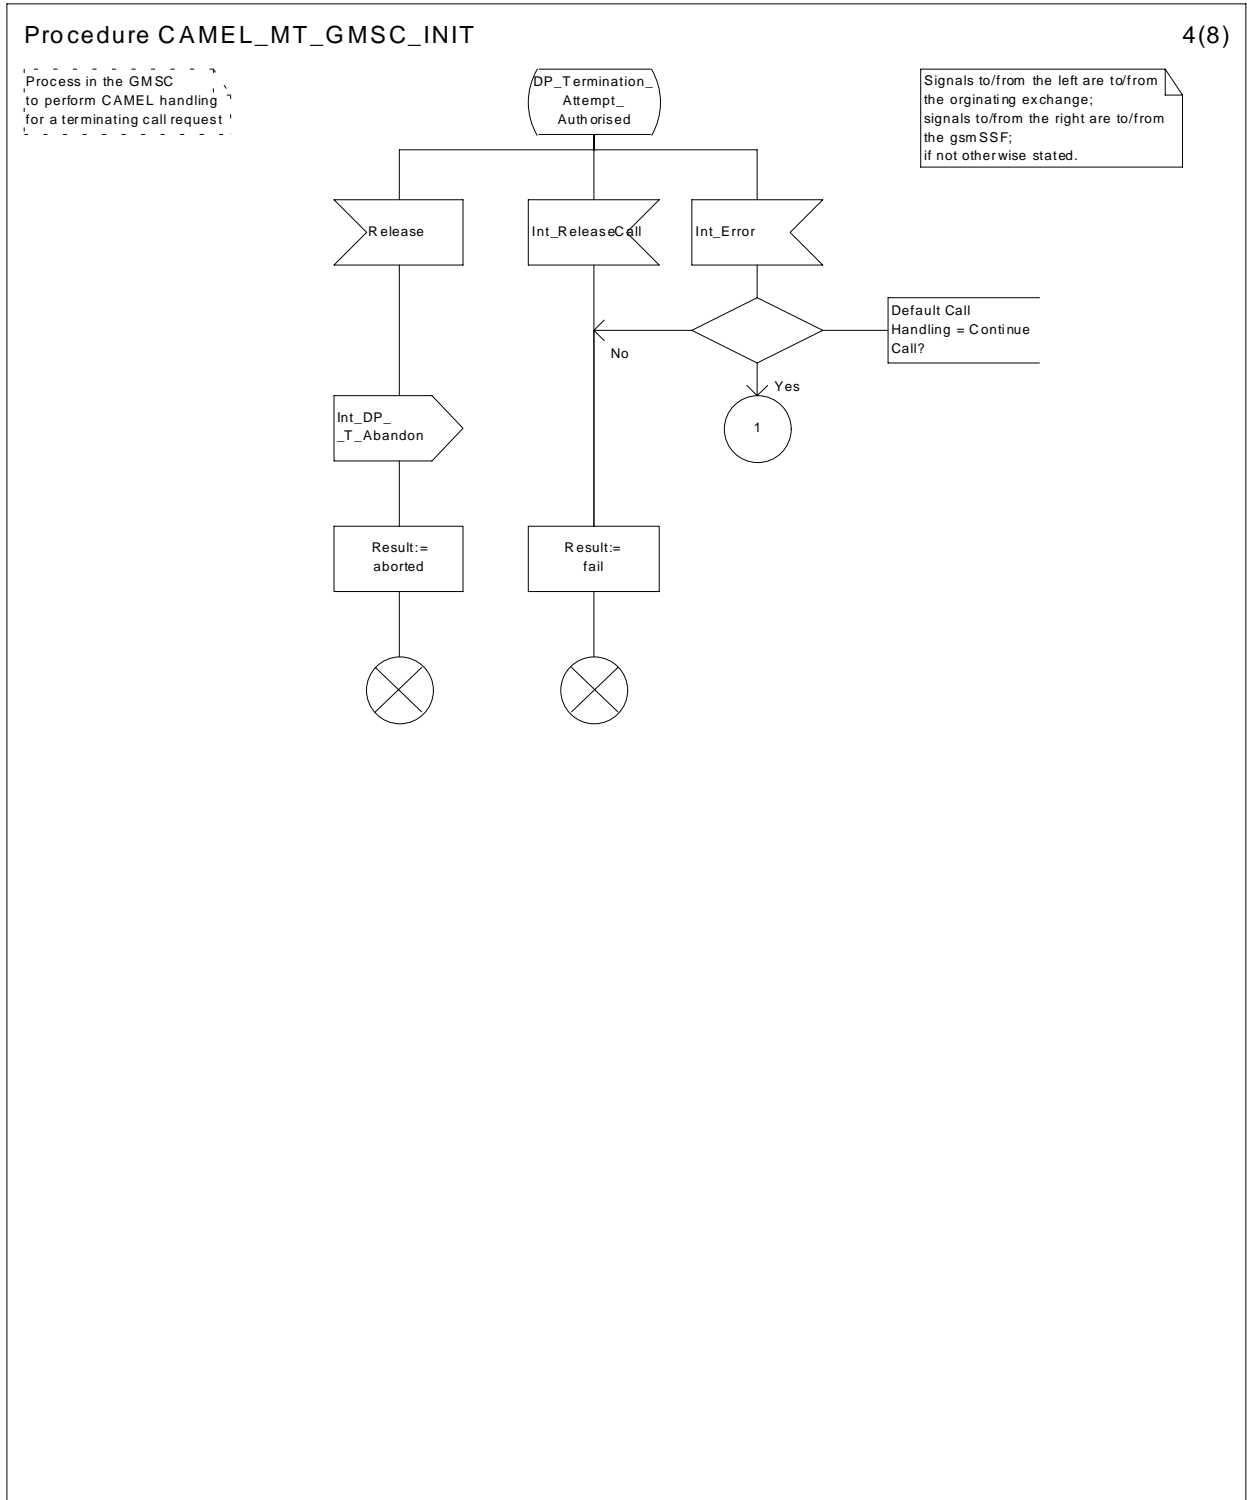 Procedure CAMEL_MT_GMSC_INIT
4(8)
Process in the GMSC
to perform CAMEL handling
for a terminating call request
DP_Termination_
Attempt_
Authorised
Signals to/from the left are to/from
the orginating exchange;
signals to/from the right are to/from
the gsmSSF;
if not otherwise stated.
Release
Int_ReleaseCall
Int_Error
Default Call
Handling = Continue
Call?
No
Yes
Int_DP_
_T_Abandon
1
Result:=
aborted
Result:=
fail